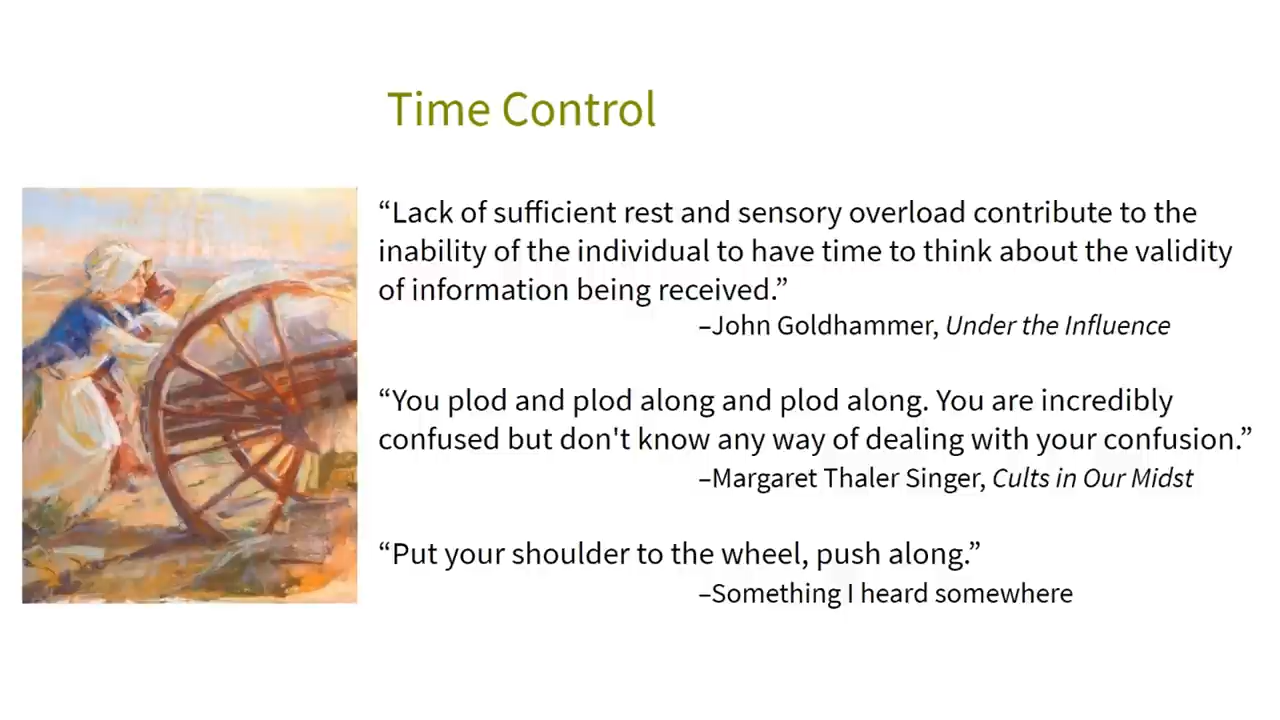 Time Control
“Lack of sufficient rest and sensory overload contribute to the
inability of the individual to have time to think about the validity
of information being received.”
–John Goldhammer, Under the Influence
“You plod and plod along and plod along. You are incredibly
confused but don't know any way of dealing with your confusion.”
–Margaret Thaler Singer, Cults in Our Midst
“Put your shoulder to the wheel, push along.”
–Something I heard somewhere